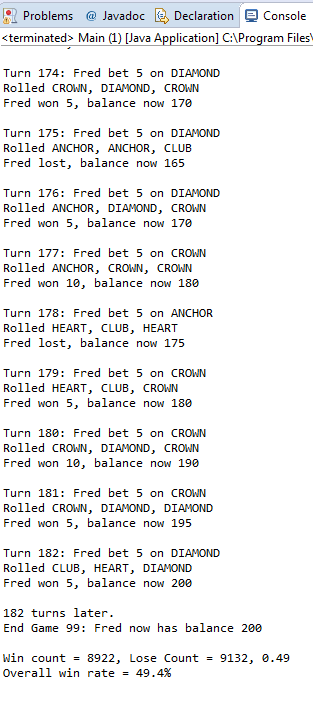 Problems @ Javadoc Declaration Console
<terminated> Main (1) [Java Application] C:\Program Files\
Turn 174: Fred bet 5 on DIAMOND
Rolled CROWN, DIAMOND, CROWN
Fred won 5, balance now 170
Turn 175: Fred bet 5 on DIAMOND
Rolled ANCHOR, ANCHOR, CLUB
Fred lost, balance now 165
Turn 176: Fred bet 5 on DIAMOND
Rolled ANCHOR, DIAMOND, CROWN
Fred won 5, balance now 170
Turn 177: Fred bet 5 on CROWN
Rolled ANCHOR, CROWN, CROWN
Fred won 10, balance now 180
Turn 178: Fred bet 5 on ANCHOR
Rolled HEART, CLUB, HEART
Fred lost, balance now 175
Turn 179: Fred bet 5 on CROWN
Rolled HEART, CLUB, CROWN
Fred won 5, balance now 180
Turn 180: Fred bet 5 on CROWN
Rolled CROWN, DIAMOND, CROWN
Fred won 10, balance now 190
Turn 181: Fred bet 5 on CROWN
Rolled CROWN, DIAMOND, DIAMOND
Fred won 5, balance now 195
Turn 182: Fred bet 5 on DIAMOND
Rolled CLUB, HEART, DIAMOND
Fred won 5, balance now 200
182 turns later.
End Game 99: Fred now has balance 200
Win count = 8922, Lose Count = 9132, 0.49
Overall win rate = 49.4%